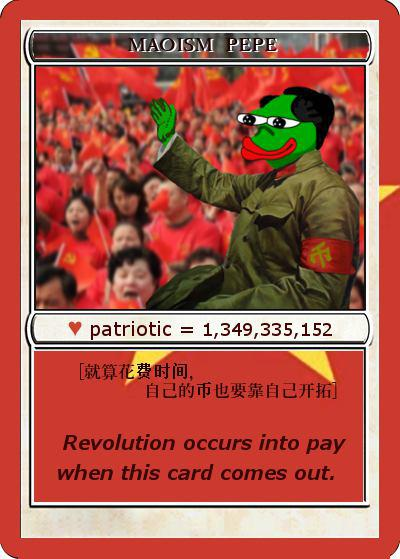 MAOISM PEPE
币
♥ patriotic = 1,349,335,152
[就算花费时间，
自己的币也要靠自己开拓]
Revolution occurs into pay
when this card comes out.